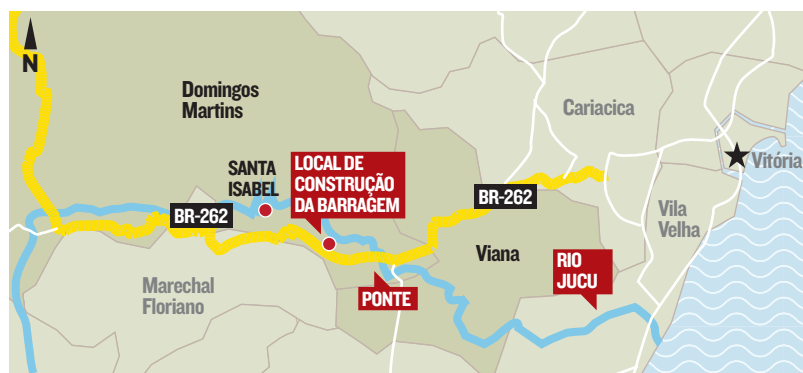 N
Domingos
Martins
SANTA
ISABEL
LOCAL DE
CONSTRUÇÃO
DA BARRAGEM
BR-262
BR-262
Cariacica
Vitória
Vila
Velha
Viana
Marechal
Floriano
PONTE
RIO
JUCU